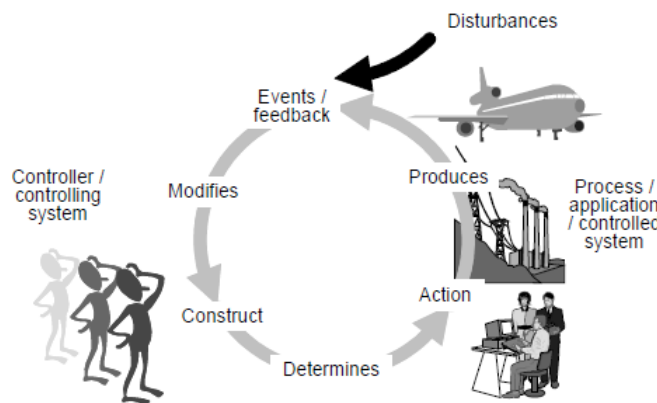 Disturbances
Events /
feedback
Controller /
controlling
system
Modifies
Produces
Process /
application
/ controlled
system
Construct
Action
Determines